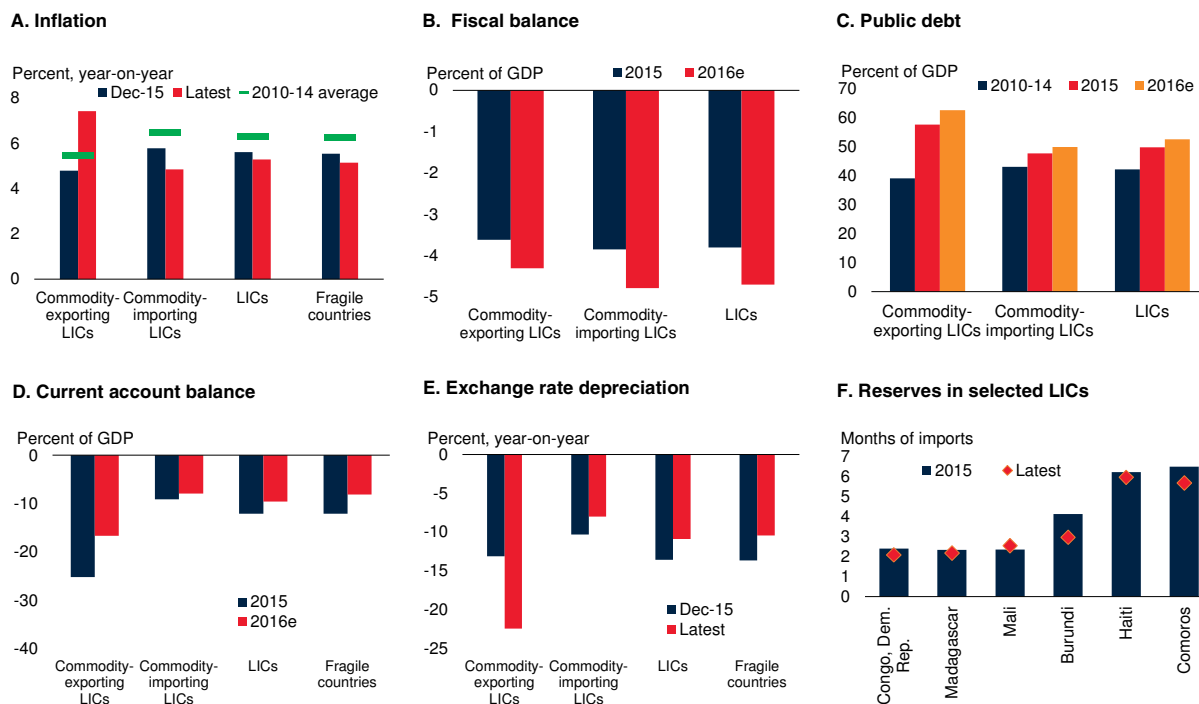 A. Inflation
Percent, year-on-year
8
6
4
2
0
Dec-15 Latest 2010-14 average
Commodity-
exporting
LICs
Commodity-
importing
LICs
LICs
Fragile
countries
B. Fiscal balance
Percent of GDP
2015 2016e
0
-1
-2
-3
-4
-5
Commodity-
exporting LICs
Commodity-
importing LICs
LICs
C. Public debt
Percent of GDP
2010-14 2015 2016e
70
60
50
40
30
20
10
0
Commodity-
exporting LICs
Commodity-
importing LICs
LICs
D. Current account balance
Percent of GDP
0
-10
-20
-30
-40
2015
2016e
Commodity-
exporting
LICs
Commodity-
importing
LICs
LICs
Fragile
countries
E. Exchange rate depreciation
Percent, year-on-year
0
-5
-10
-15
-20
-25
Dec-15
Latest
Commodity-
exporting LICs
Commodity-
importing
LICs
LICs
Fragile
countries
F. Reserves in selected LICs
Months of imports
2015 Latest
7
6
5
4
3
2
1
0
Congo, Dem.
Rep.
Madagascar
Mali
Burundi
Haiti
Comoros